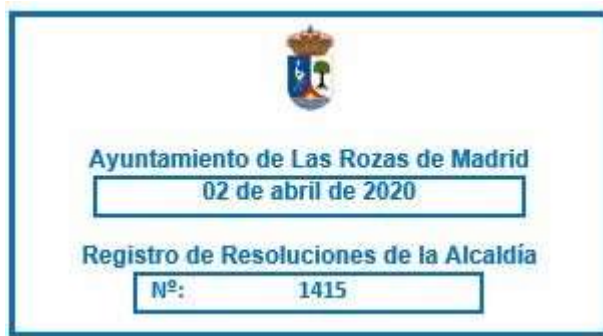 Ayuntamiento de Las Rozas de Madrid
02 de abril de 2020
Registro de Resoluciones de la Alcaldía
Nº: 1415